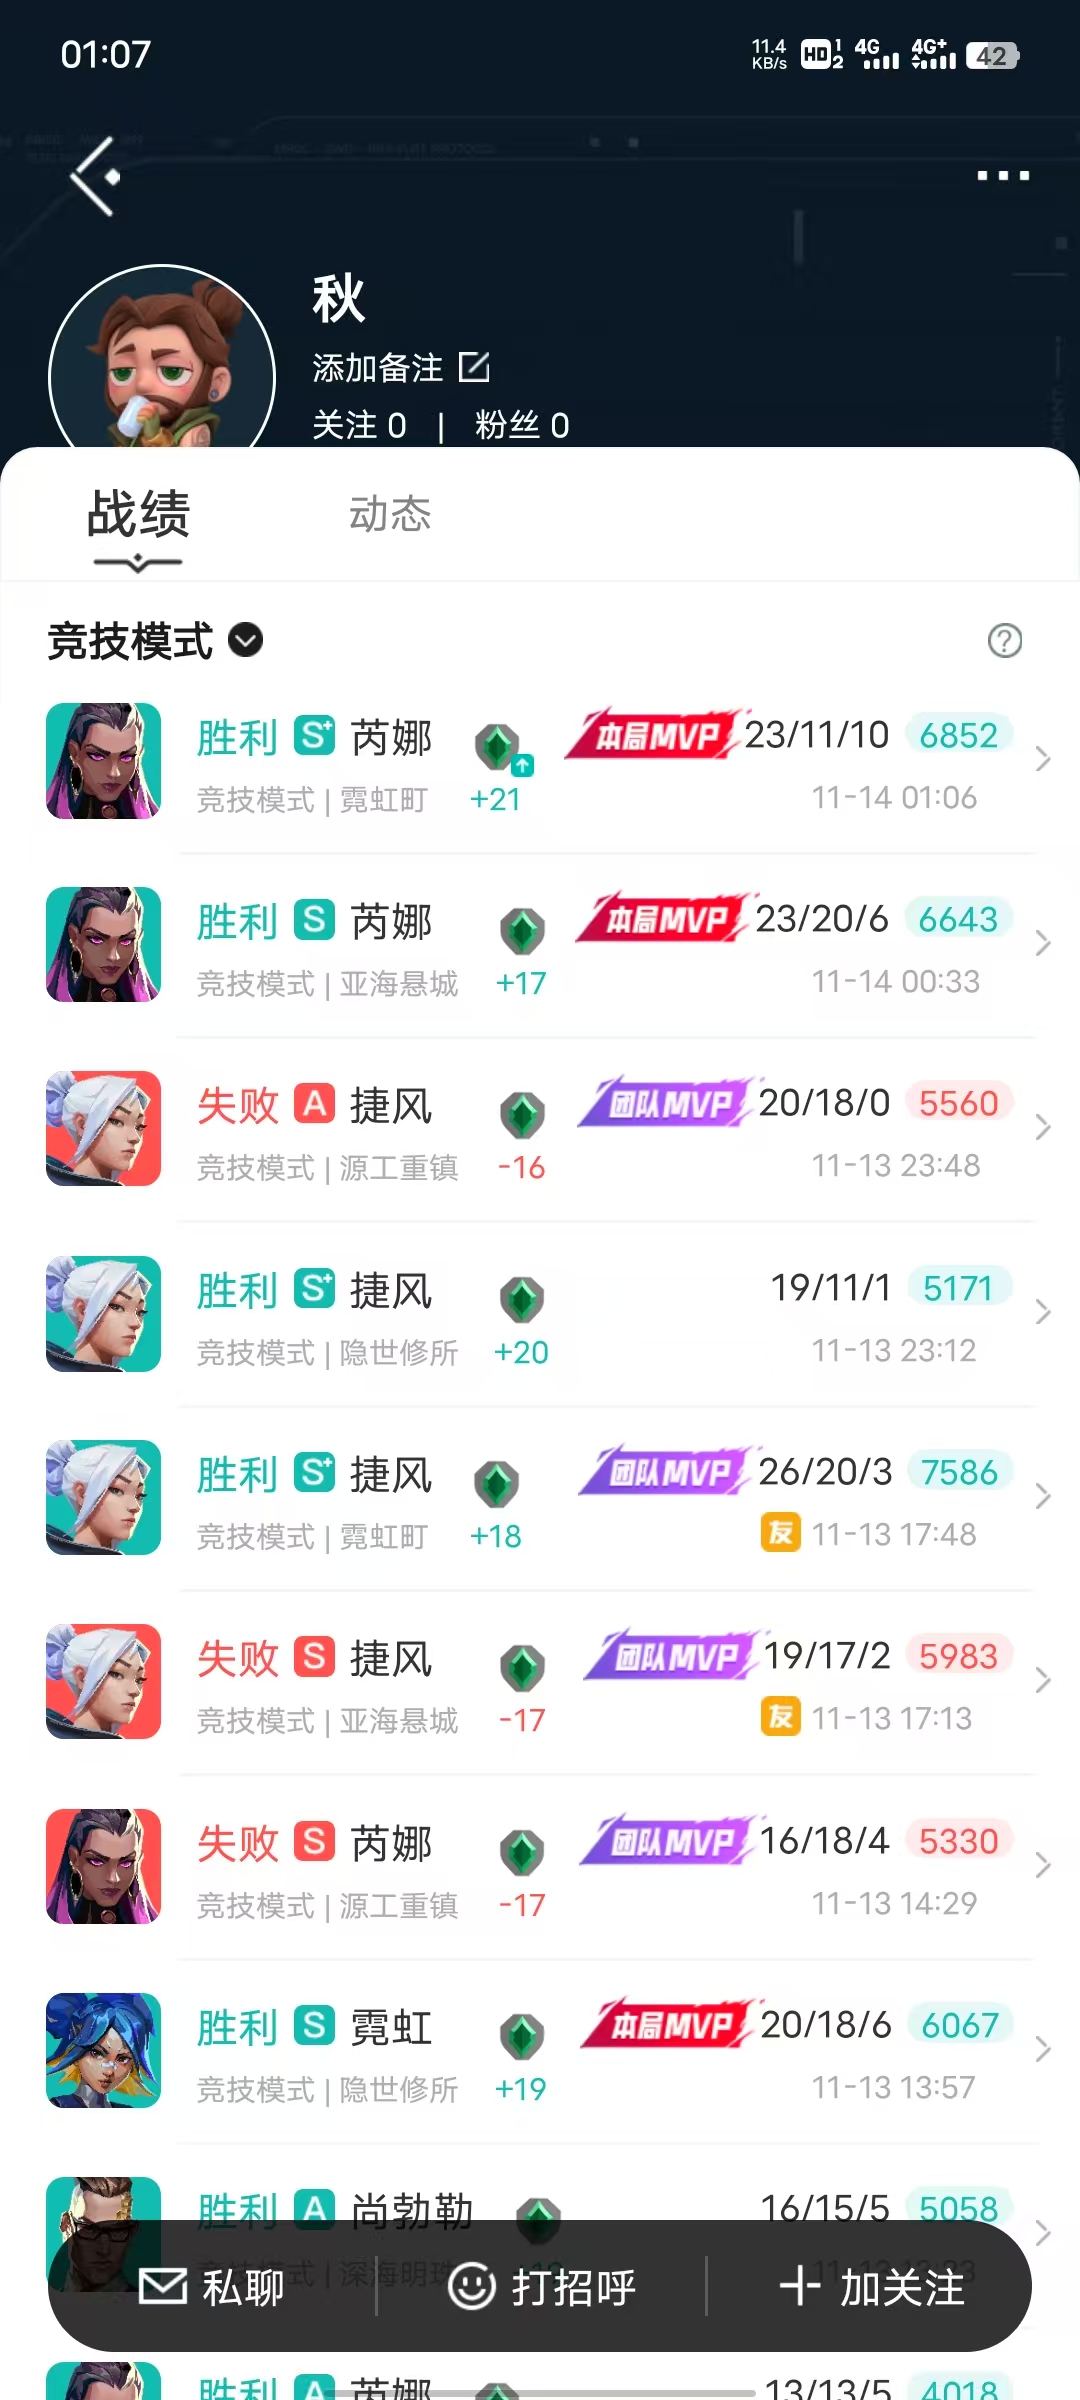 01:07
11.4 KB/s HD 1 2 4G 4G+ 42
秋
添加备注
关注 0 | 粉丝 0
战绩 动态
竞技模式
胜利 S+ 芮娜 本局MVP 23/11/10 6852
竞技模式 | 霓虹町 +21 11-14 01:06
胜利 S 芮娜 本局MVP 23/20/6 6643
竞技模式 | 亚海悬城 +17 11-14 00:33
失败 A 捷风 团队MVP 20/18/0 5560
竞技模式 | 源工重镇 -16 11-13 23:48
胜利 S+ 捷风 19/11/1 5171
竞技模式 | 隐世修所 +20 11-13 23:12
胜利 S+ 捷风 团队MVP 26/20/3 7586
竞技模式 | 霓虹町 +18 友 11-13 17:48
失败 S 捷风 团队MVP 19/17/2 5983
竞技模式 | 亚海悬城 -17 友 11-13 17:13
失败 S 芮娜 团队MVP 16/18/4 5330
竞技模式 | 源工重镇 -17 11-13 14:29
胜利 S 霓虹 本局MVP 20/18/6 6067
竞技模式 | 隐世修所 +19 11-13 13:57
胜利 A 尚勃勒 16/15/5 5058
竞技模式 | 深海明珠
私聊 打招呼 加关注
胜利 A 芮娜 13/13/5 4018